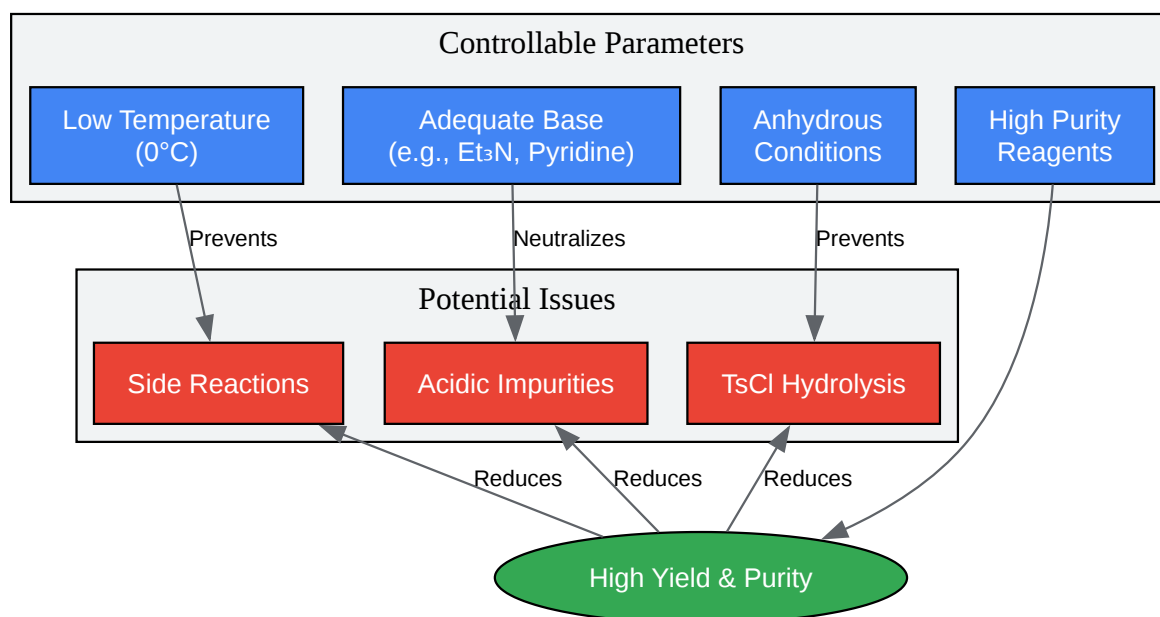 Controllable Parameters
Low Temperature
(0°C)
Adequate Base
(e.g., Et₃N, Pyridine)
Anhydrous
Conditions
High Purity
Reagents
Prevents
Neutralizes
Prevents
Potential Issues
Side Reactions
Acidic Impurities
TsCl Hydrolysis
Reduces
Reduces
Reduces
High Yield & Purity